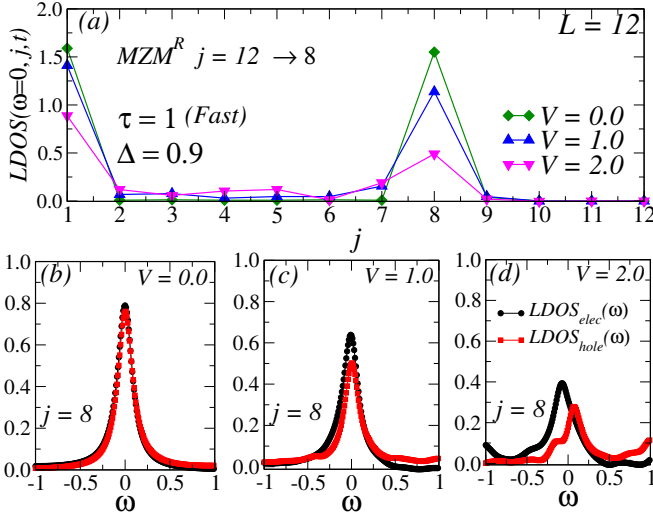 (a)
L = 12
MZM^R j = 12 → 8
τ = 1 (Fast)
Δ = 0.9
V = 0.0
V = 1.0
V = 2.0
LDOS(ω=0, j,t)
1.5
1.0
0.5
0.0
1 2 3 4 5 6 7 8 9 10 11 12
j
(b) V = 0.0
j = 8
1.0
0.8
0.6
0.4
0.2
0.0
-1 -0.5 0 0.5 1
ω
(c) V = 1.0
j = 8
1.0
0.8
0.6
0.4
0.2
0.0
-1 -0.5 0 0.5 1
ω
(d) V = 2.0
LDOS_elec(ω)
LDOS_hole(ω)
j = 8
1.0
0.8
0.6
0.4
0.2
0.0
-1 -0.5 0 0.5 1
ω